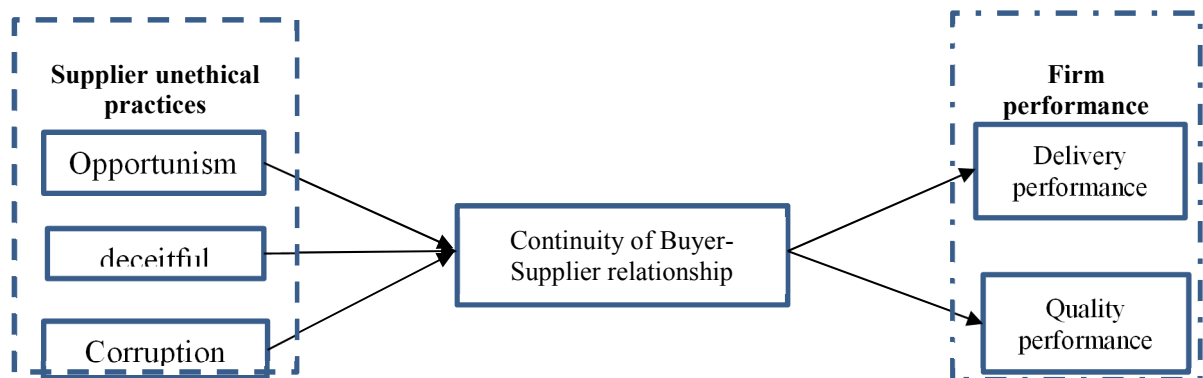 Supplier unethical
practices
Opportunism
deceitful
Corruption
Continuity of Buyer-
Supplier relationship
Firm
performance
Delivery
performance
Quality
performance